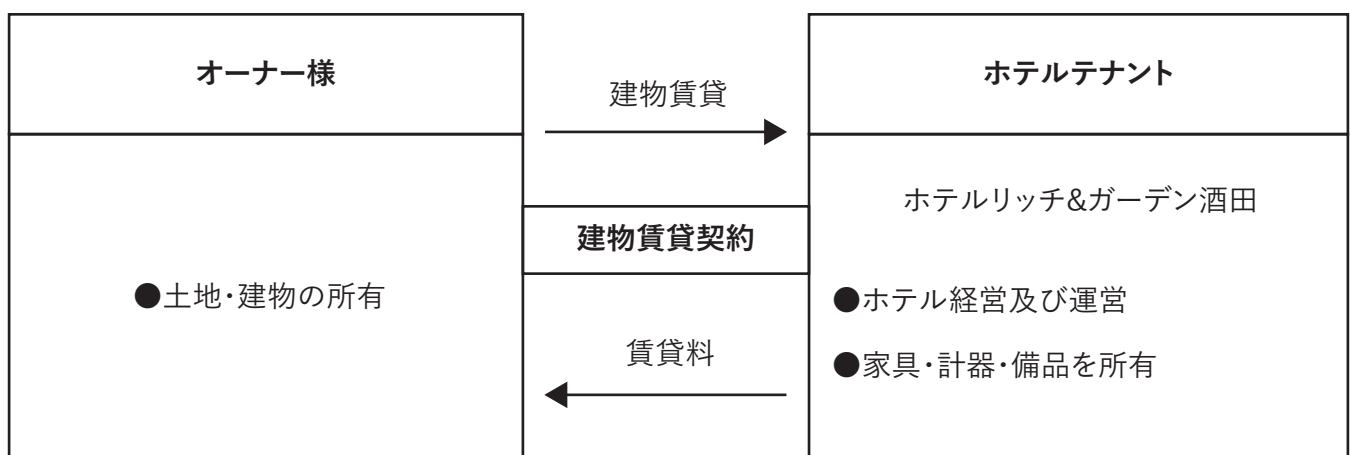 オーナー様
●土地・建物の所有
建物賃貸
建物賃貸契約
賃貸料
ホテルテナント
ホテルリッチ&ガーデン酒田
●ホテル経営及び運営
●家具・計器・備品を所有